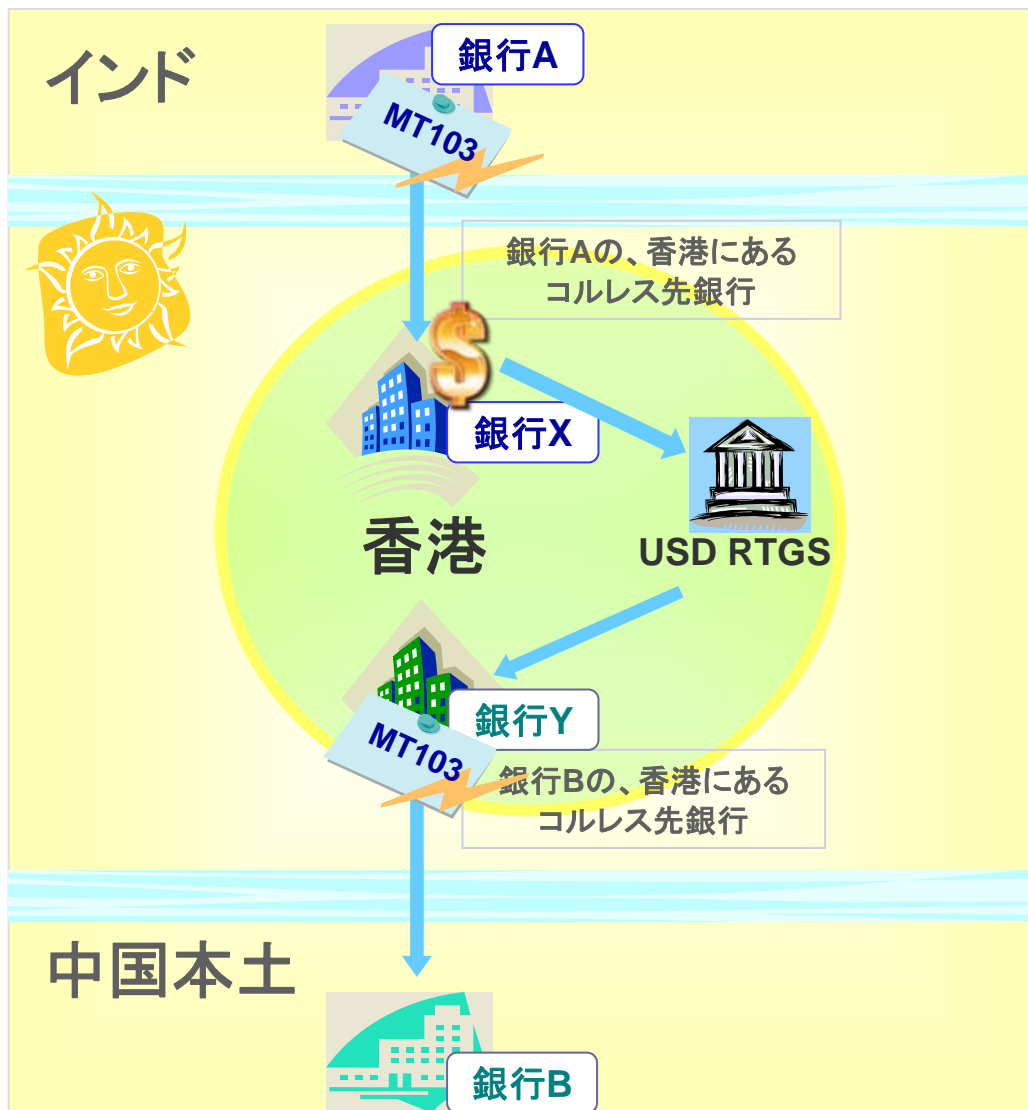 インド
銀行A
MT103
銀行Aの、香港にある
コルレス先銀行
$
銀行X
香港
USD RTGS
銀行Y
MT103
銀行Bの、香港にある
コルレス先銀行
中国本土
銀行B